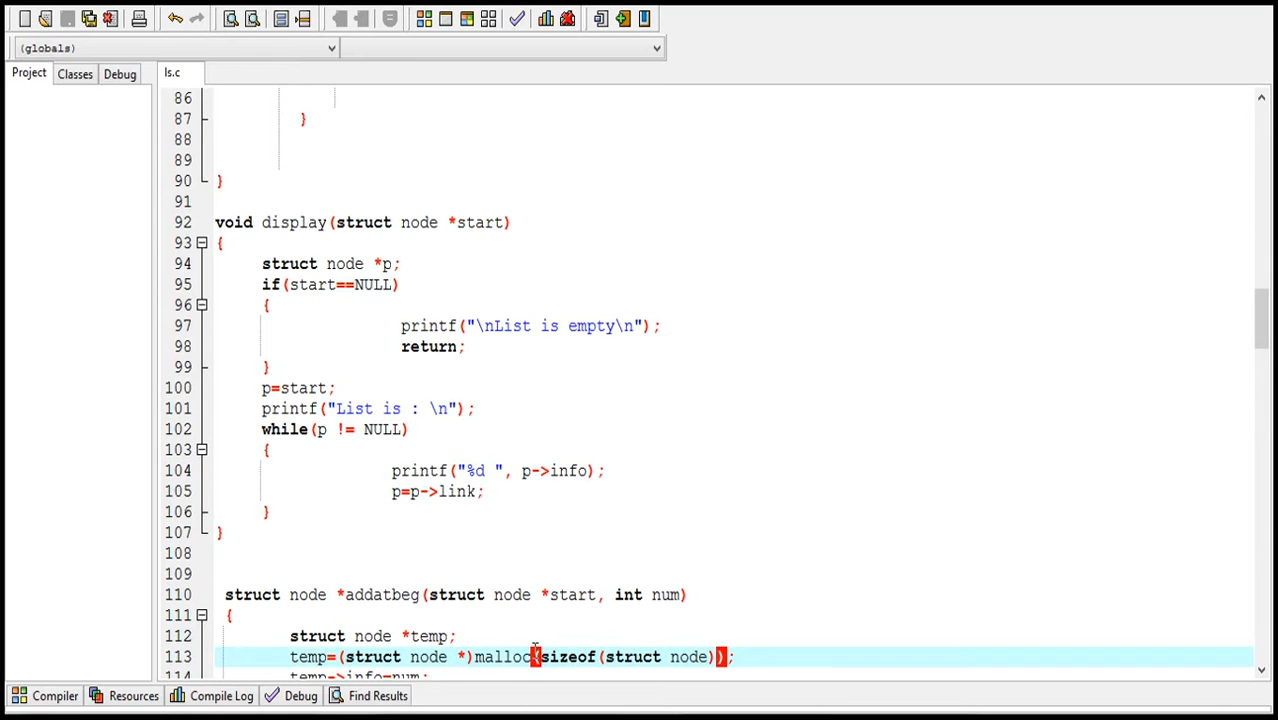 (globals)
Project Classes Debug ls.c
86
87 }
88
89
90 }
91
92 void display(struct node *start)
93 {
94 struct node *p;
95 if(start==NULL)
96 {
97 printf("\nList is empty\n");
98 return;
99 }
100 p=start;
101 printf("List is : \n");
102 while(p != NULL)
103 {
104 printf("%d ", p->info);
105 p=p->link;
106 }
107 }
108
109
110 struct node *addatbeg(struct node *start, int num)
111 {
112 struct node *temp;
113 temp=(struct node *)malloc(sizeof(struct node));
114 temp->info=num;
Compiler Resources Compile Log Debug Find Results